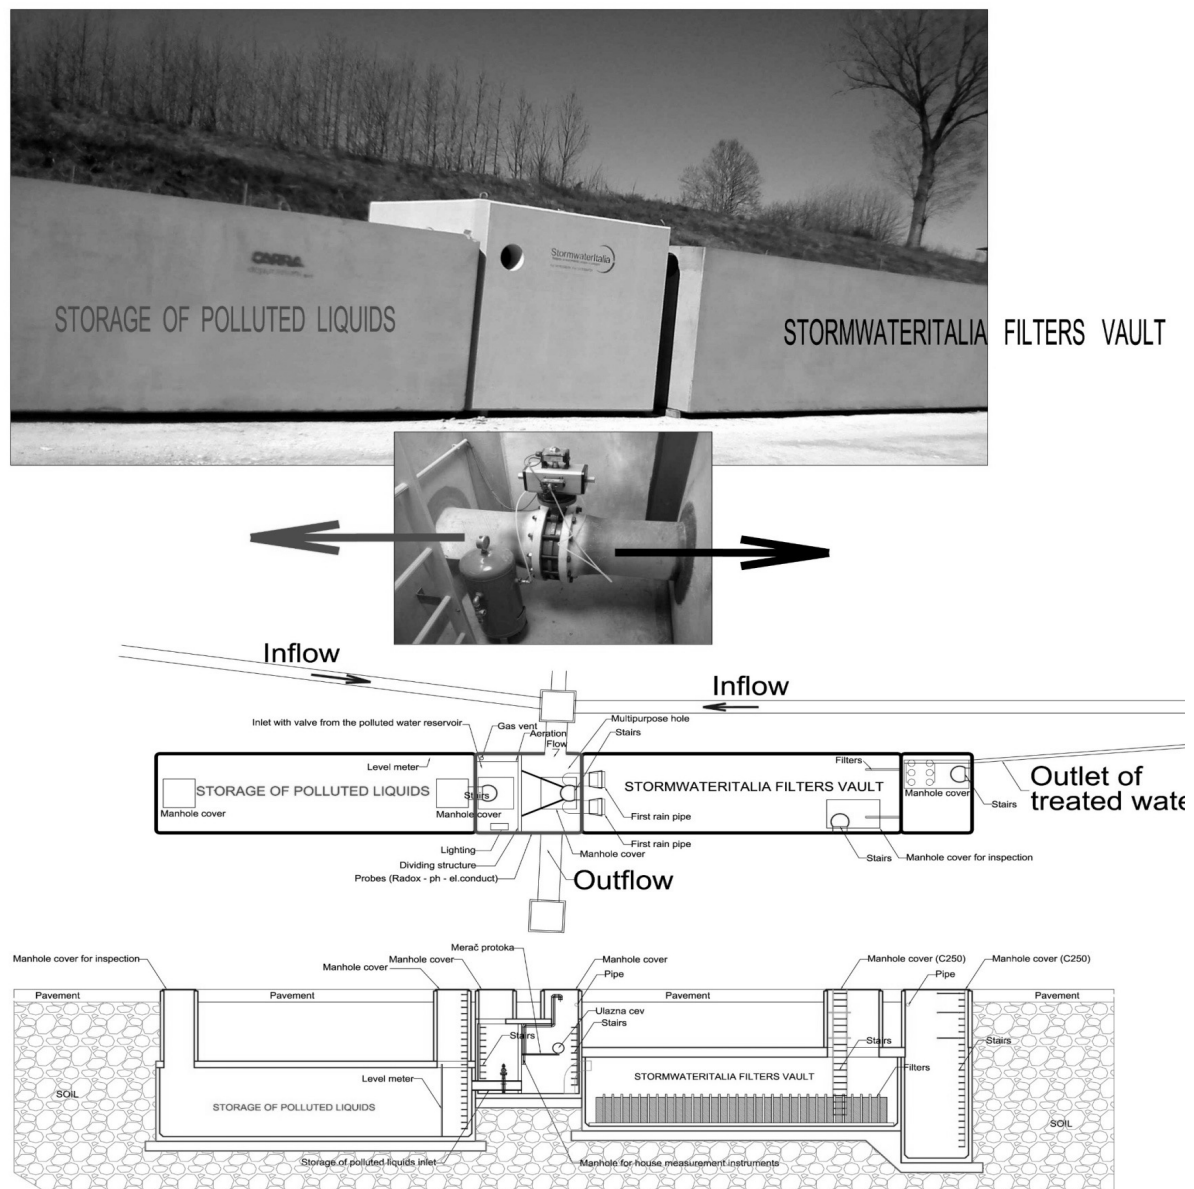 CARRA
Stormwateritalia
STORAGE OF POLLUTED LIQUIDS
STORMWATERITALIA FILTERS VAULT
Inflow
Inflow
Inlet with valve from the polluted water reservoir
Gas vent
Multipurpose hole
Aeration
Stairs
Flow
Level meter
Filters
STORAGE OF POLLUTED LIQUIDS
Stairs
STORMWATERITALIA FILTERS VAULT
Manhole cover
Stairs
Outlet of
treated wate
Manhole cover
Manhole cover
First rain pipe
First rain pipe
Lighting
Manhole cover
Stairs
Manhole cover for inspection
Dividing structure
Probes (Radox - ph - el.conduct)
Outflow
Merač protoka
Manhole cover for inspection
Manhole cover
Manhole cover
Manhole cover
Manhole cover (C250)
Manhole cover (C250)
Pipe
Pipe
Pavement
Pavement
Pavement
Pavement
Ulazna cev
Stairs
Stairs
Stairs
Stairs
Filters
Level meter
STORMWATERITALIA FILTERS VAULT
SOIL
STORAGE OF POLLUTED LIQUIDS
SOIL
Storage of polluted liquids inlet
Manhole for house measurement instruments